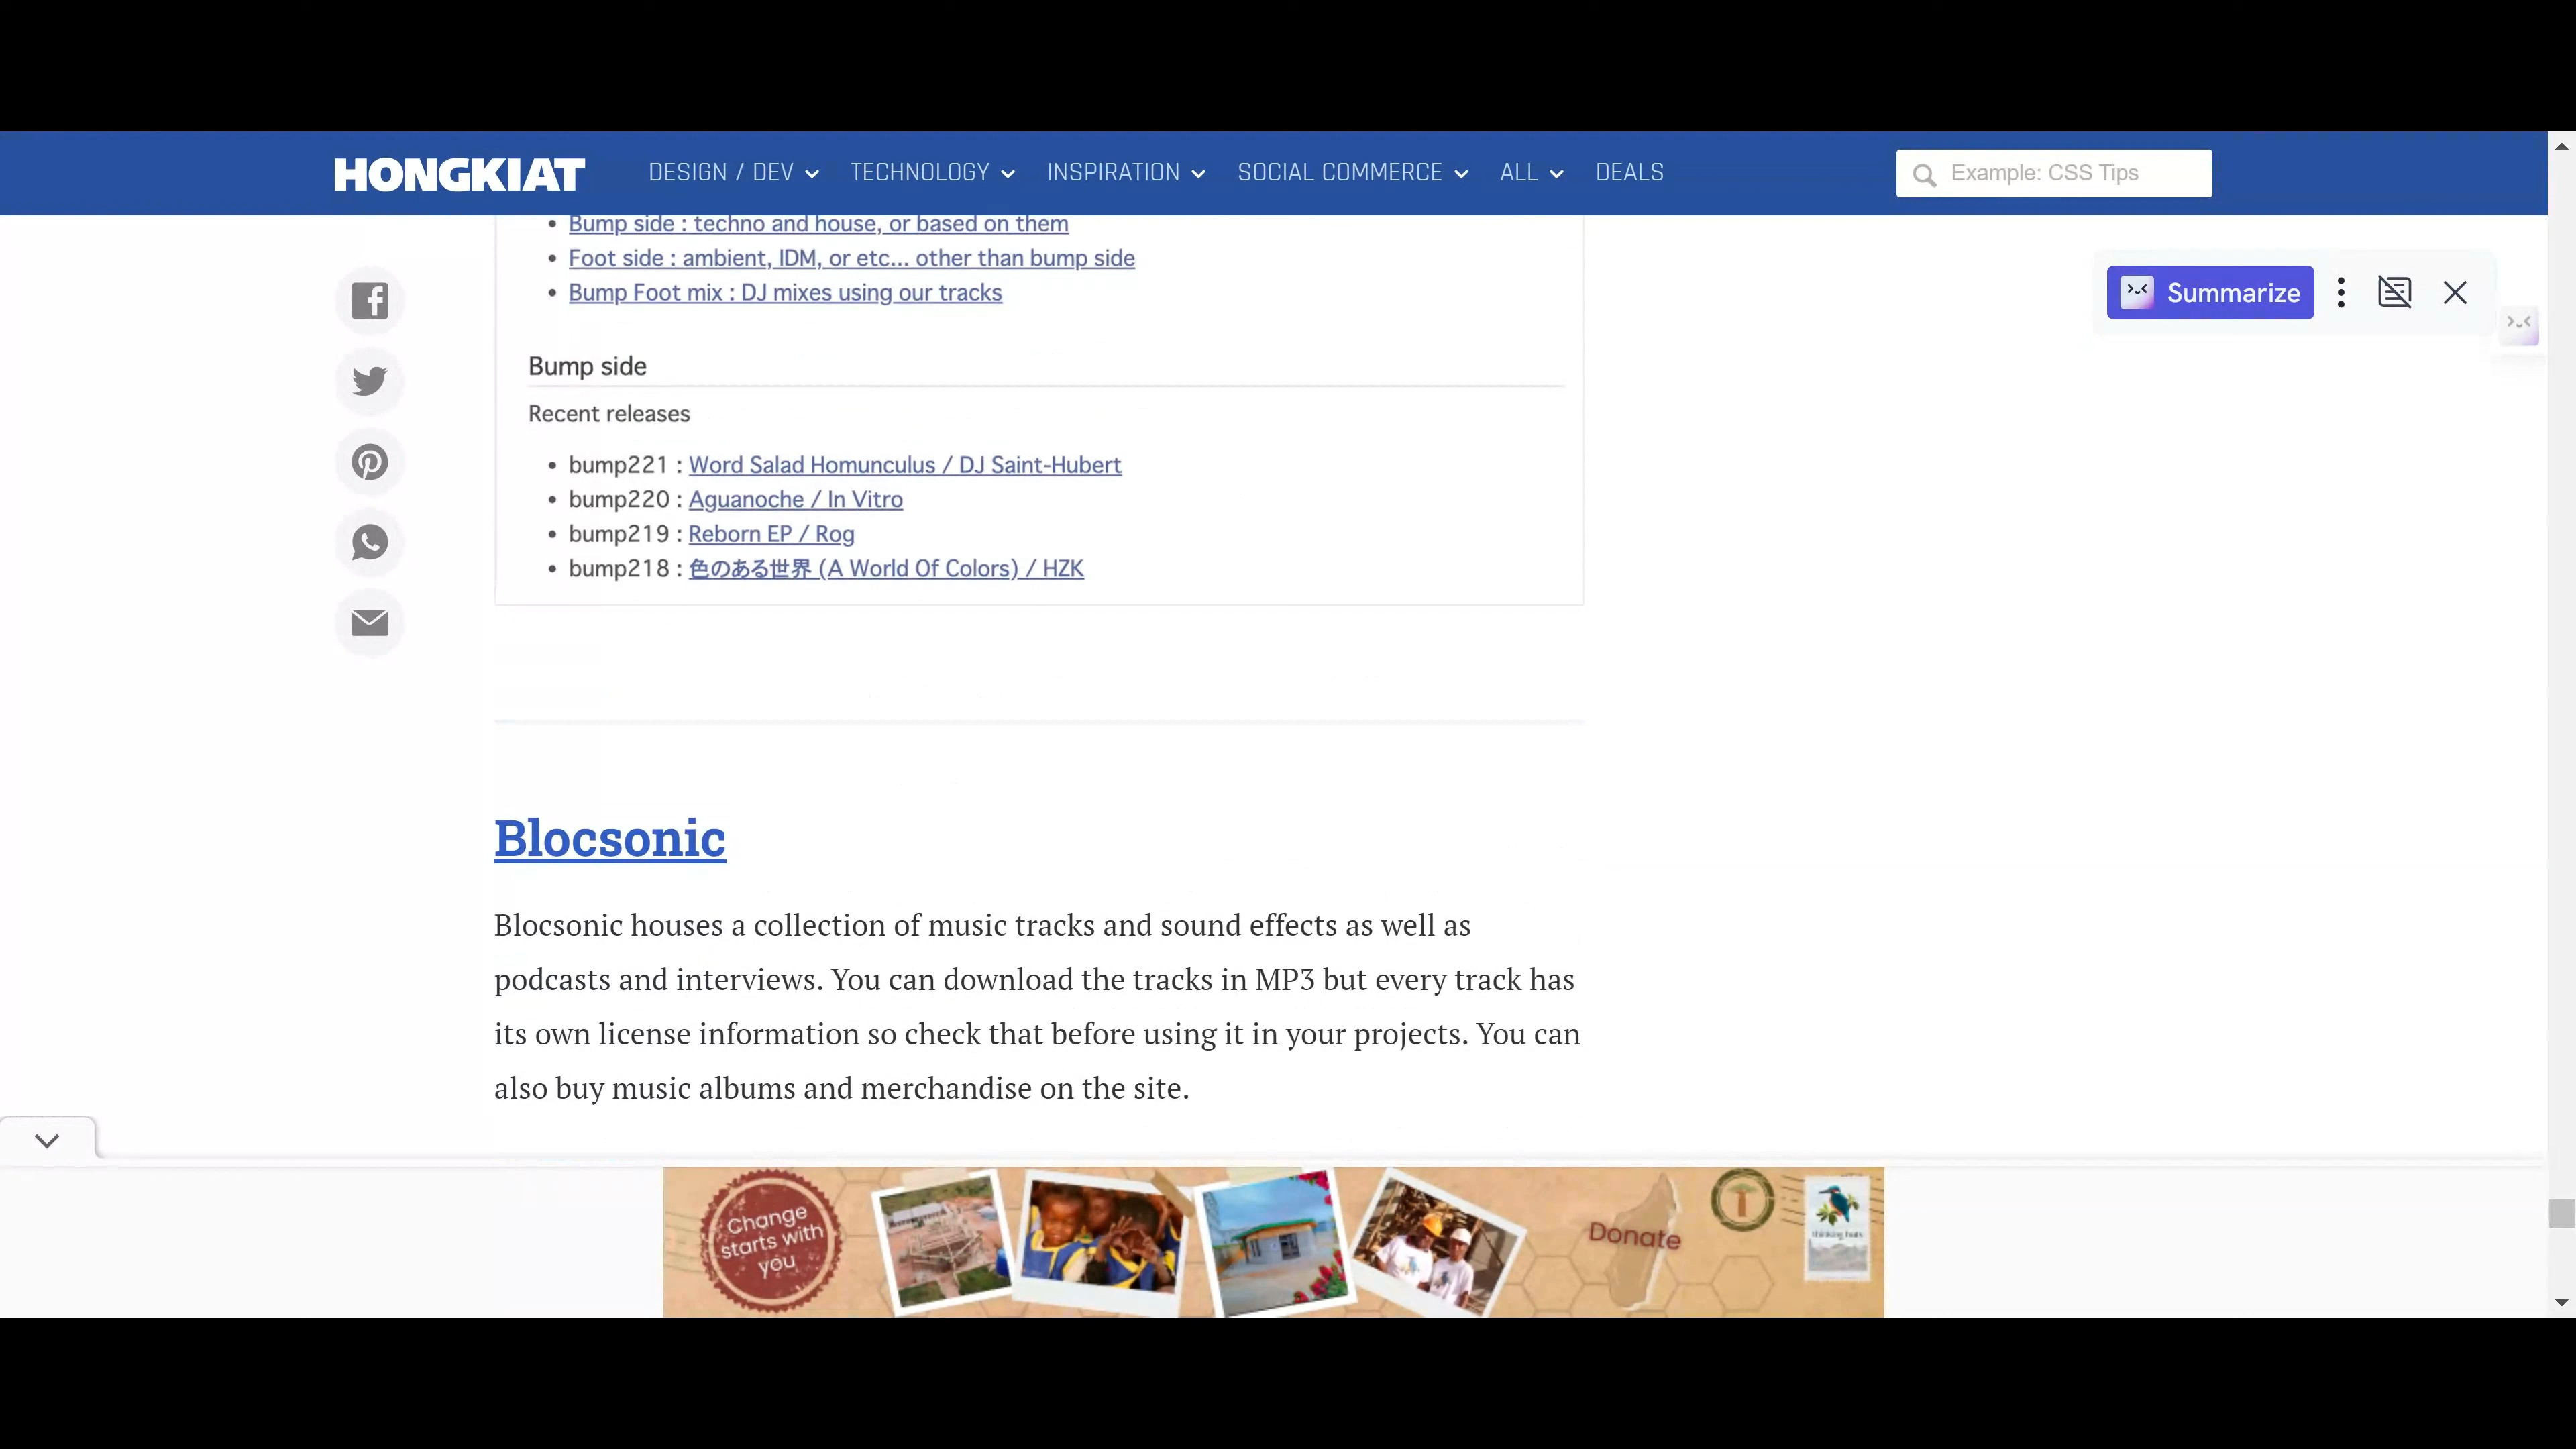 HONGKIAT DESIGN / DEV TECHNOLOGY INSPIRATION SOCIAL COMMERCE ALL DEALS Example: CSS Tips
• Bump side : techno and house, or based on them
• Foot side : ambient, IDM, or etc... other than bump side
• Bump Foot mix : DJ mixes using our tracks
Summarize
Bump side
Recent releases
• bump221 : Word Salad Homunculus / DJ Saint-Hubert
• bump220 : Aguanoche / In Vitro
• bump219 : Reborn EP / Rog
• bump218 : 色のある世界 (A World Of Colors) / HZK
Blocsonic
Blocsonic houses a collection of music tracks and sound effects as well as
podcasts and interviews. You can download the tracks in MP3 but every track has
its own license information so check that before using it in your projects. You can
also buy music albums and merchandise on the site.
Change
starts with
you
Donate
thinking huts